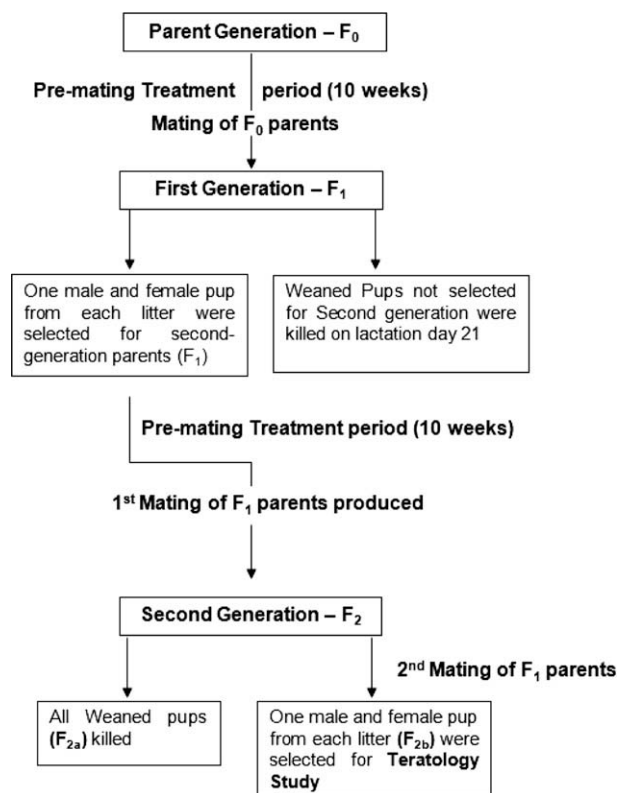 Parent Generation – F₀
Pre-mating Treatment period (10 weeks)
Mating of F₀ parents
First Generation – F₁
One male and female pup
from each litter were
selected for second-
generation parents (F₁)
Weaned Pups not selected
for Second generation were
killed on lactation day 21
Pre-mating Treatment period (10 weeks)
1ˢᵗ Mating of F₁ parents produced
Second Generation – F₂
2ⁿᵈ Mating of F₁ parents
All Weaned pups
(F₂ₐ) killed
One male and female pup
from each litter (F₂b) were
selected for Teratology
Study